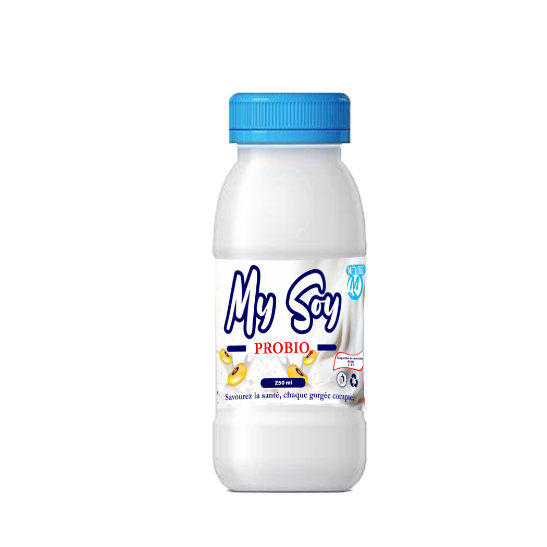 My Soy
PROBIO
250 ml
Savourez la santé, chaque gorgée compte